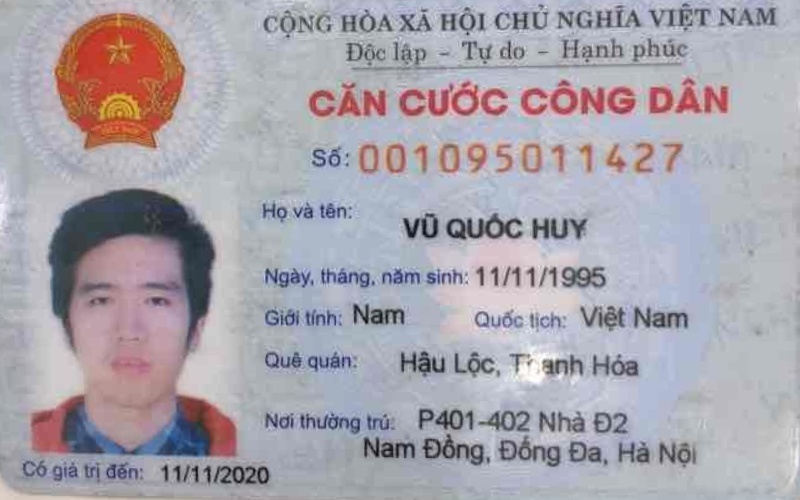 CỘNG HÒA XÃ HỘI CHỦ NGHĨA VIỆT NAM
Độc lập - Tự do - Hạnh phúc
CĂN CƯỚC CÔNG DÂN
Số: 001095011427
Họ và tên: VŨ QUỐC HUY
Ngày, tháng, năm sinh: 11/11/1995
Giới tính: Nam Quốc tịch: Việt Nam
Quê quán: Hậu Lộc, Thanh Hóa
Nơi thường trú: P401-402 Nhà Đ2
Nam Đồng, Đống Đa, Hà Nội
Có giá trị đến: 11/11/2020